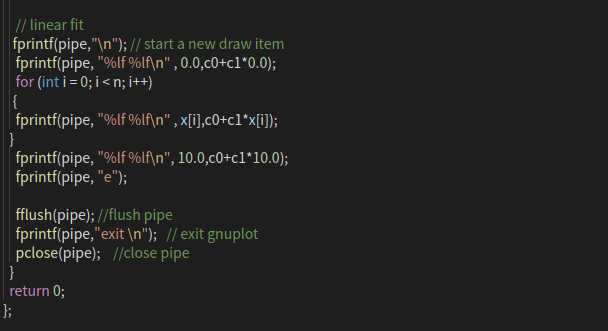 // linear fit
fprintf(pipe,"\n"); // start a new draw item
fprintf(pipe, "%lf %lf\n" , 0.0,c0+c1*0.0);
for (int i = 0; i < n; i++)
{
fprintf(pipe, "%lf %lf\n" , x[i],c0+c1*x[i]);
}
fprintf(pipe, "%lf %lf\n", 10.0,c0+c1*10.0);
fprintf(pipe, "e");
fflush(pipe); //flush pipe
fprintf(pipe,"exit \n"); // exit gnuplot
pclose(pipe); //close pipe
}
return 0;
};